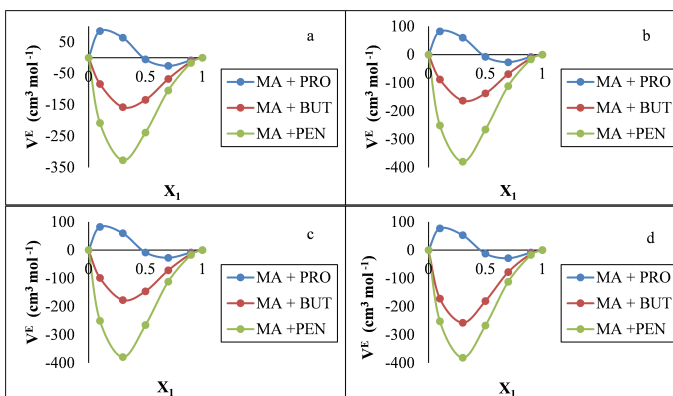 a
50
-50
-150
-250
-350
0
0.5
1
V^E (cm³ mol⁻¹)
X₁
MA + PRO
MA + BUT
MA +PEN
b
100
0
-100
-200
-300
-400
0
0.5
1
V^E (cm³ mol⁻¹)
X₁
MA + PRO
MA + BUT
MA +PEN
c
100
0
-100
-200
-300
-400
0
0.5
1
V^E (cm³ mol⁻¹)
X₁
MA + PRO
MA + BUT
MA +PEN
d
100
0
-100
-200
-300
-400
0
0.5
1
V^E (cm³ mol⁻¹)
X₁
MA + PRO
MA + BUT
MA +PEN